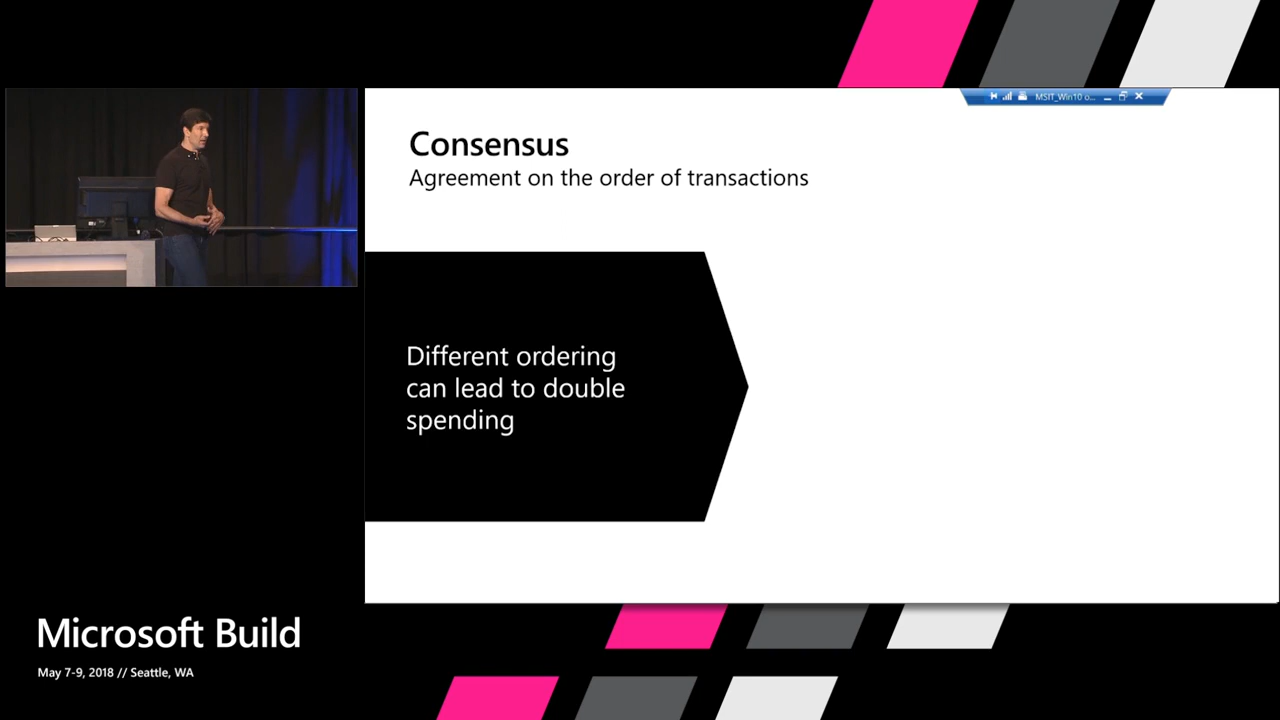 MSIT_Win10 o...
Consensus
Agreement on the order of transactions
Different ordering
can lead to double
spending
Microsoft Build
May 7-9, 2018 // Seattle, WA